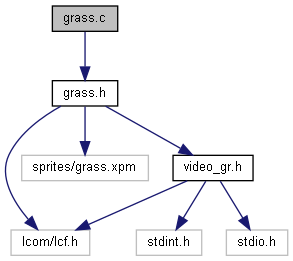 grass.c
grass.h
sprites/grass.xpm
video_gr.h
lcom/lcf.h
stdint.h
stdio.h